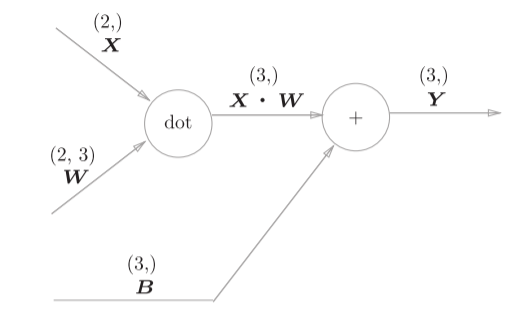 (2,)
X
(3,)
X · W
(3,)
Y
dot
+
(2, 3)
W
(3,)
B